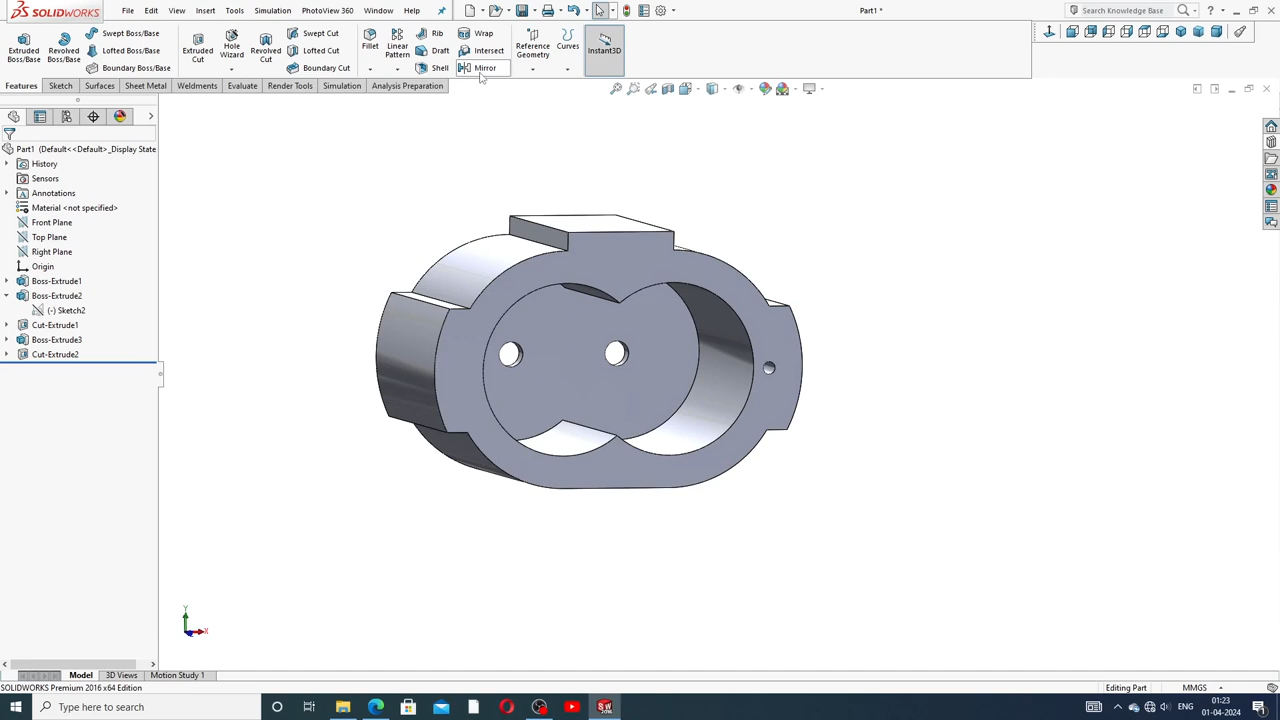 SOLIDWORKS File Edit View Insert Tools Simulation PhotoView 360 Window Help Part1 * Search Knowledge Base
Extruded Boss/Base
Revolved Boss/Base
Swept Boss/Base
Lofted Boss/Base
Boundary Boss/Base
Extruded Cut
Hole Wizard
Revolved Cut
Swept Cut
Lofted Cut
Boundary Cut
Fillet
Linear Pattern
Rib
Draft
Shell
Wrap
Intersect
Mirror
Reference Geometry
Curves
Instant3D
Features Sketch Surfaces Sheet Metal Weldments Evaluate Render Tools Simulation Analysis Preparation
Part1 (Default<<Default>_Display State
History
Sensors
Annotations
Material <not specified>
Front Plane
Top Plane
Right Plane
Origin
Boss-Extrude1
Boss-Extrude2
(-) Sketch2
Cut-Extrude1
Boss-Extrude3
Cut-Extrude2
Y
X
Model 3D Views Motion Study 1
SOLIDWORKS Premium 2016 x64 Edition Editing Part MMGS
Type here to search ENG 01:23
01-04-2024